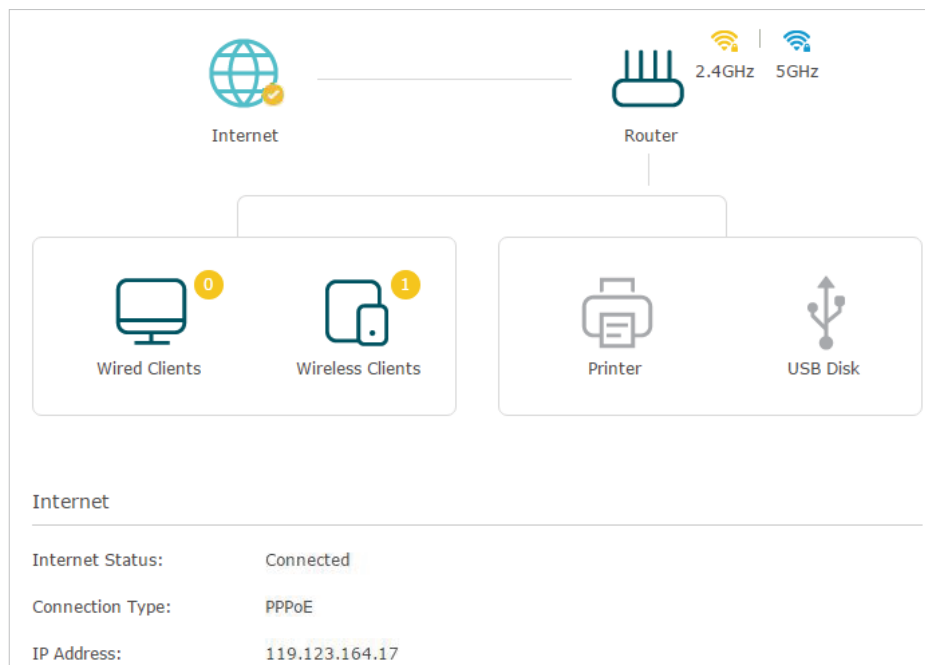 2.4GHz 5GHz
Internet Router
0 1
Wired Clients Wireless Clients Printer USB Disk
Internet
Internet Status: Connected
Connection Type: PPPoE
IP Address: 119.123.164.17